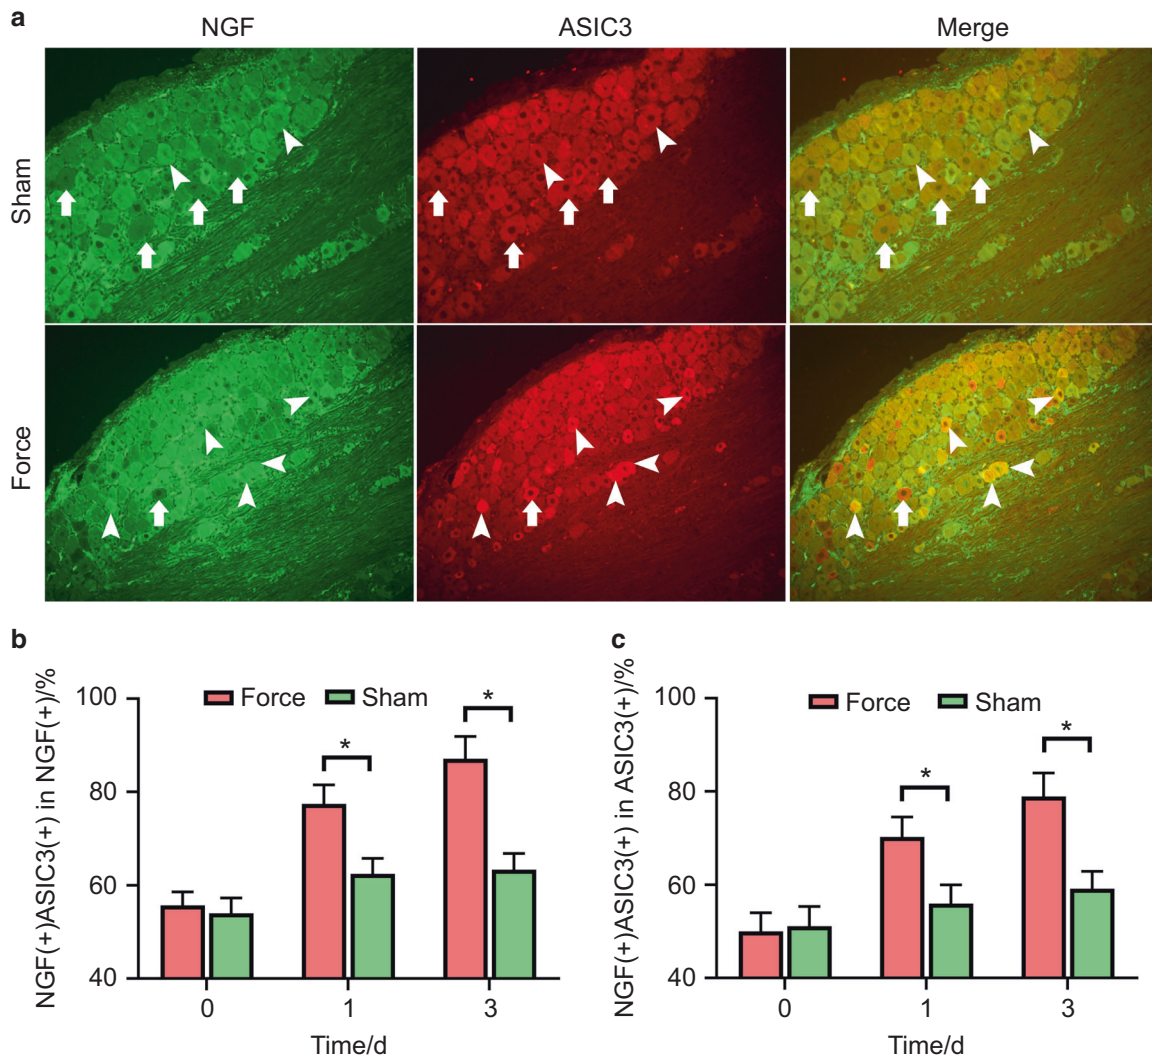 a
NGF ASIC3 Merge
Sham
Force
b
NGF(+)ASIC3(+) in NGF(+)/%
100
80
60
40
Force Sham
*
*
0 1 3
Time/d
c
NGF(+)ASIC3(+) in ASIC3(+)/%
100
80
60
40
Force Sham
*
*
0 1 3
Time/d